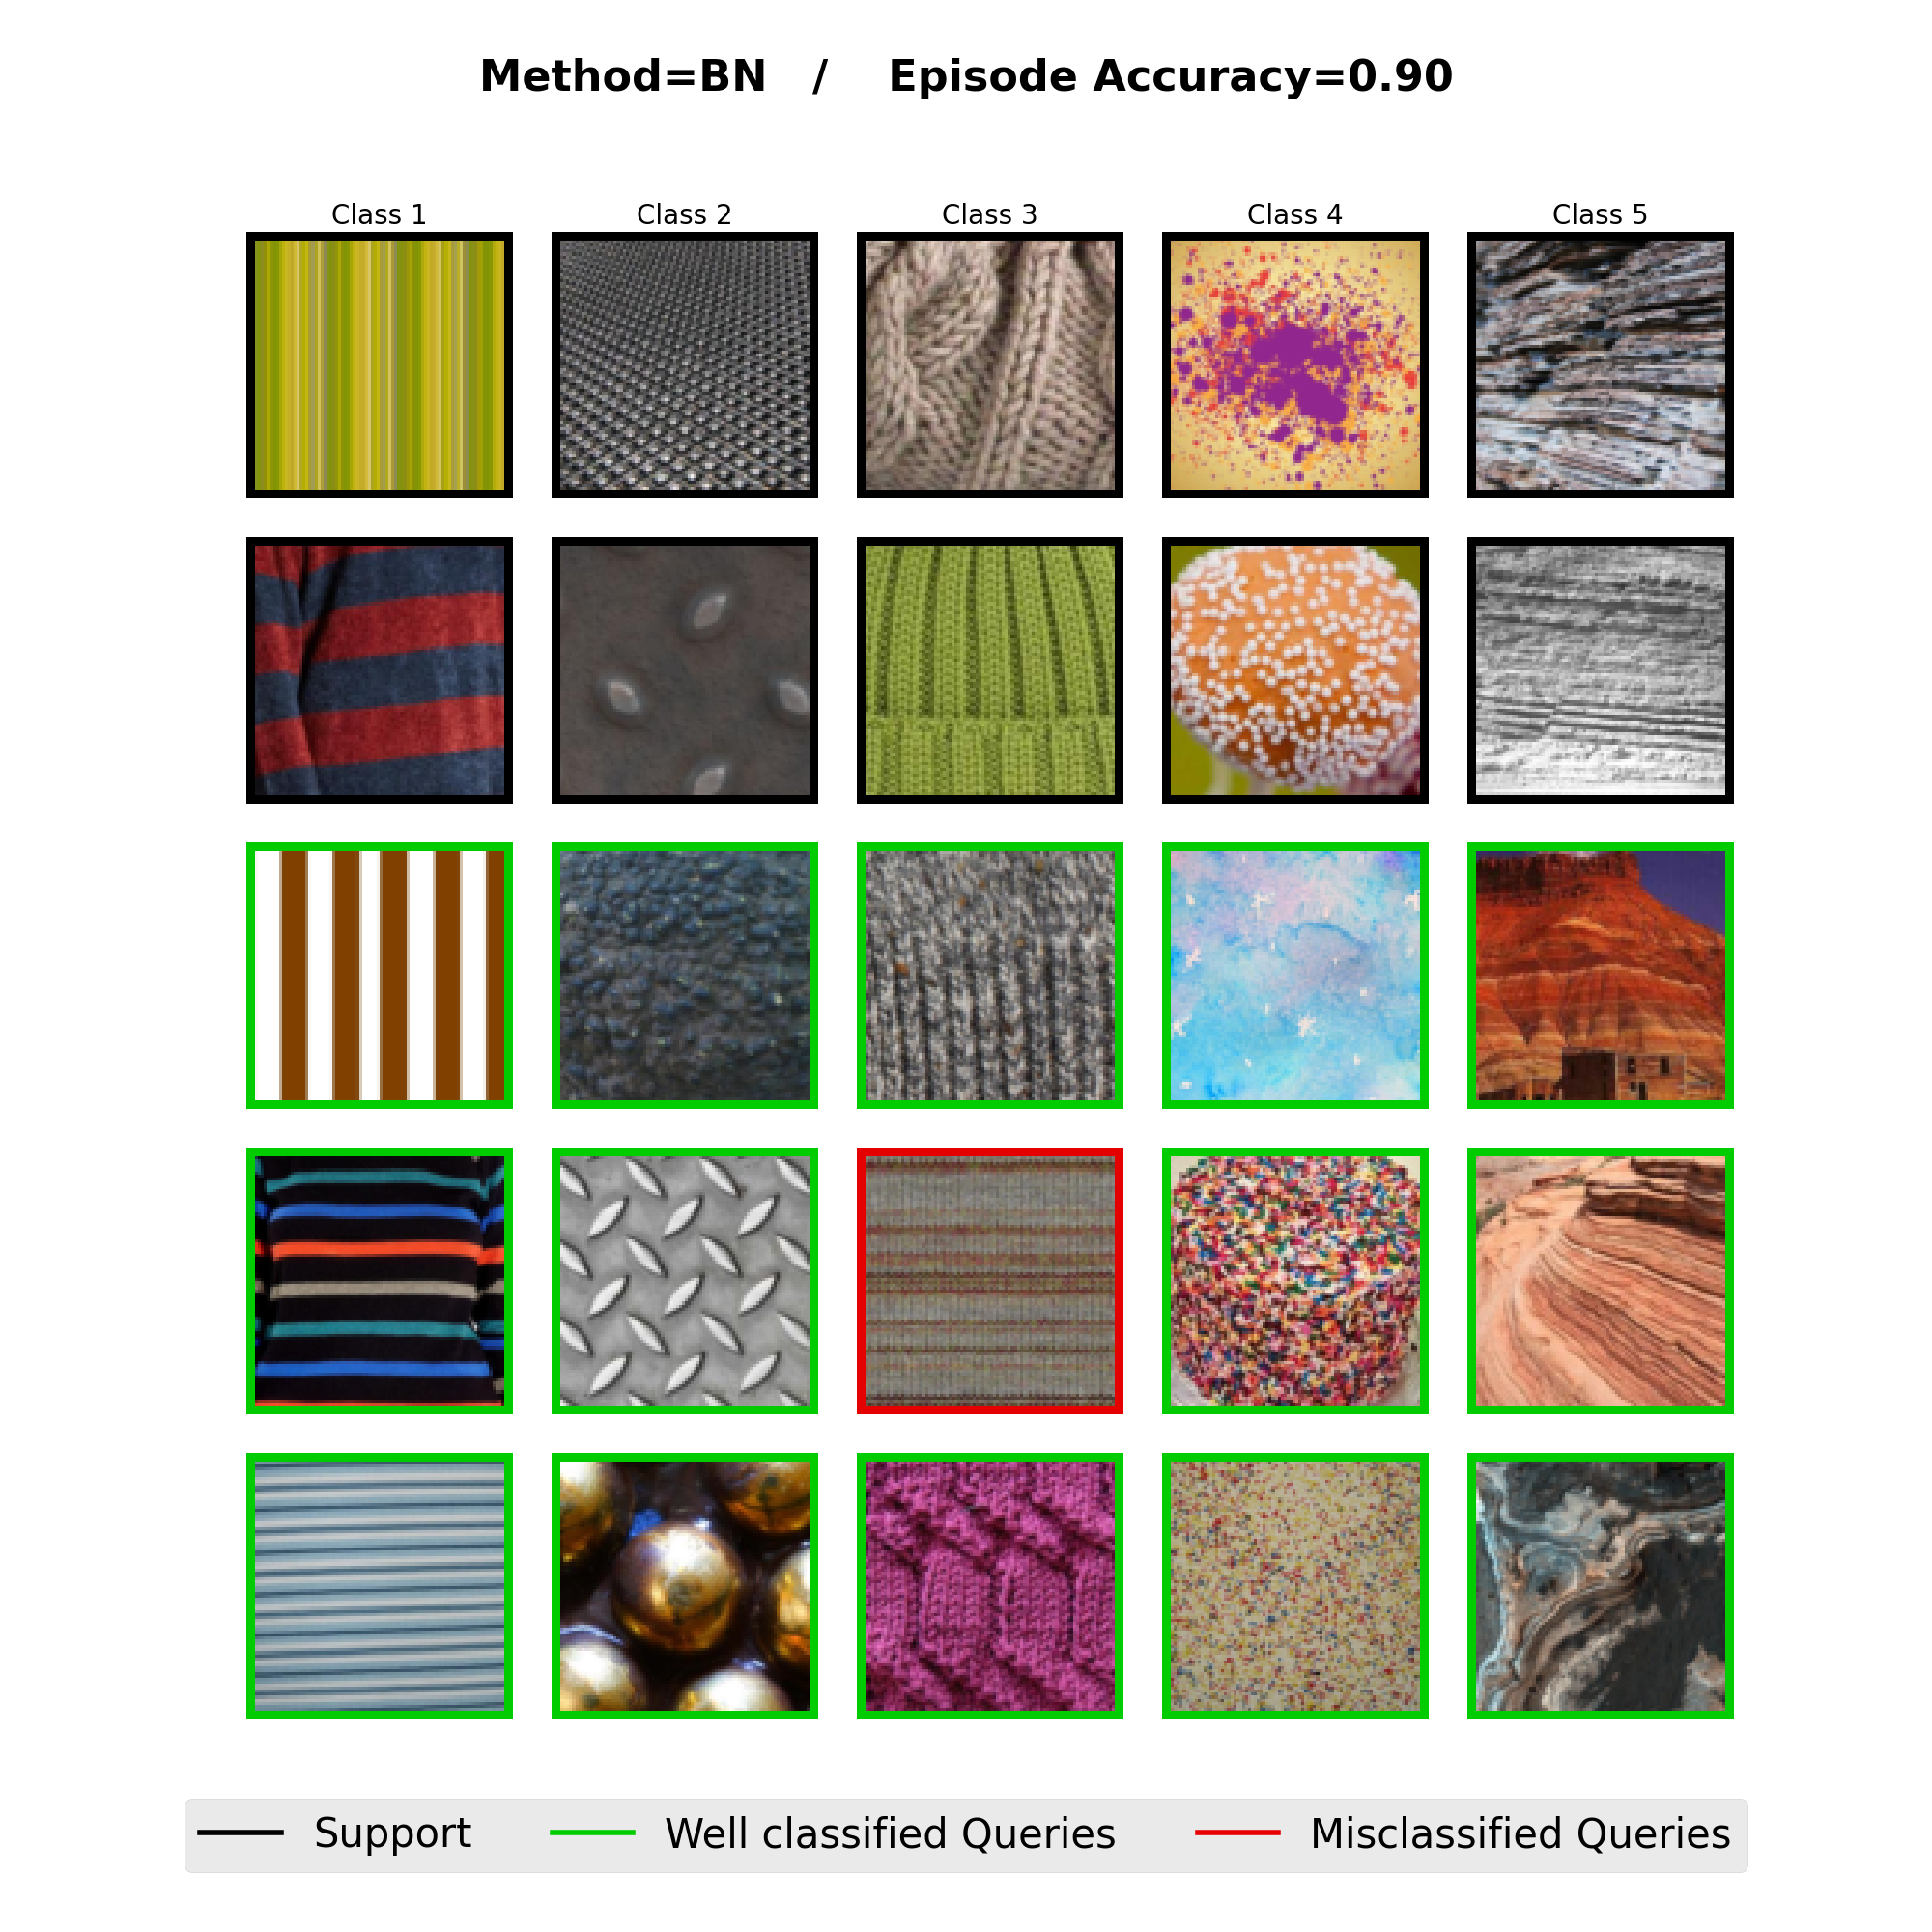 Method=BN / Episode Accuracy=0.90
Class 1 Class 2 Class 3 Class 4 Class 5
Support Well classified Queries Misclassified Queries